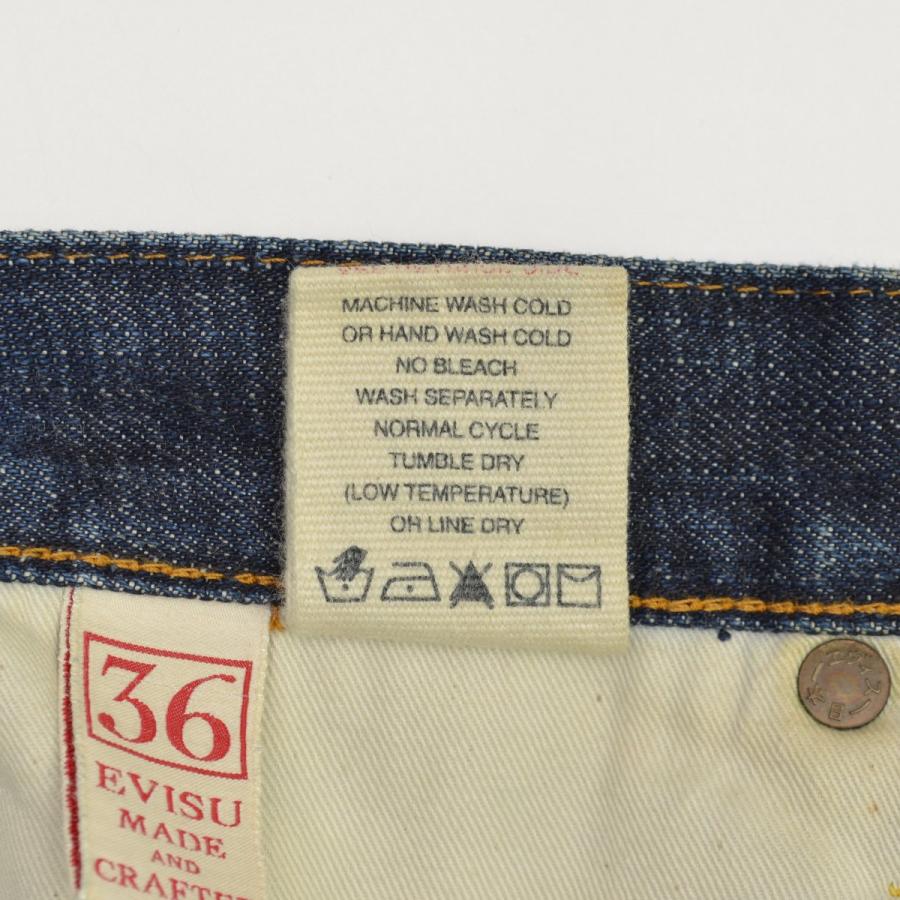 MACHINE WASH COLD
OR HAND WASH COLD
NO BLEACH
WASH SEPARATELY
NORMAL CYCLE
TUMBLE DRY
(LOW TEMPERATURE)
OR LINE DRY
36
EVISU
MADE
AND